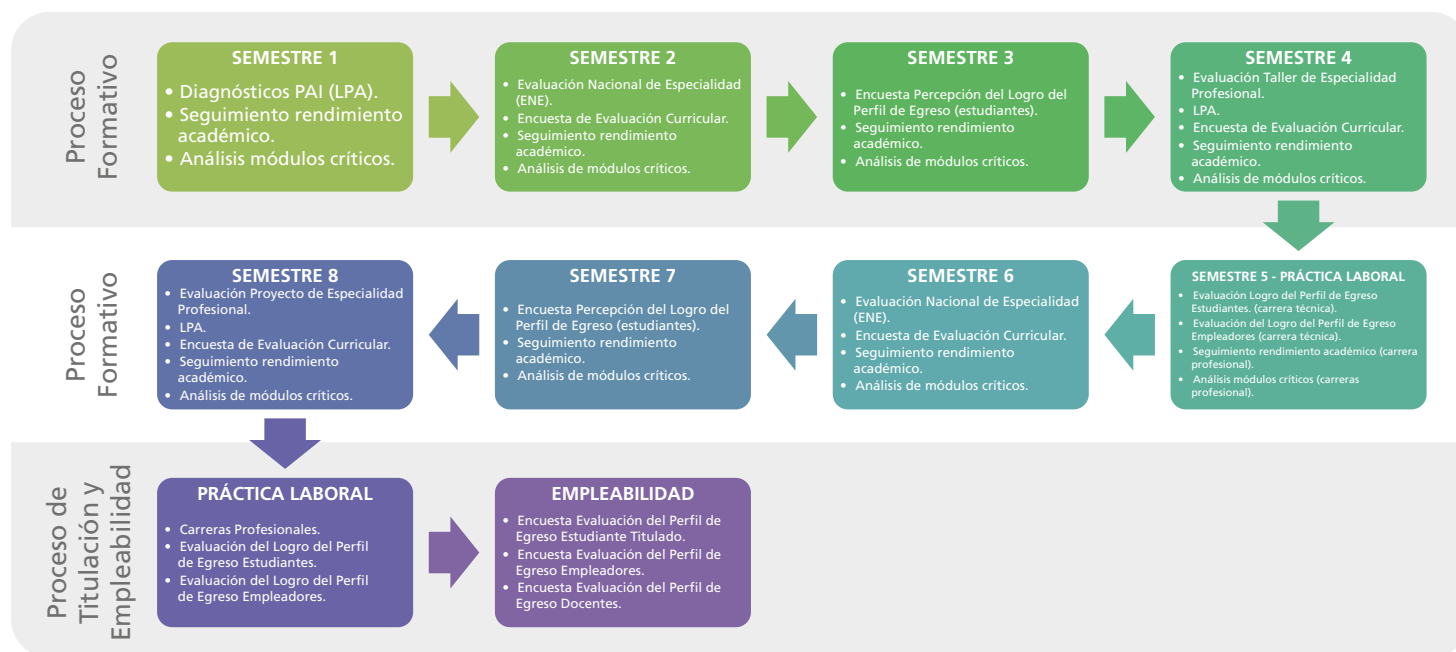 Proceso
Formativo
SEMESTRE 1
• Diagnósticos PAI (LPA).
• Seguimiento rendimiento
académico.
• Análisis módulos críticos.
SEMESTRE 2
• Evaluación Nacional de Especialidad
(ENE).
• Encuesta de Evaluación Curricular.
• Seguimiento rendimiento
académico.
• Análisis de módulos críticos.
SEMESTRE 3
• Encuesta Percepción del Logro del
Perfil de Egreso (estudiantes).
• Seguimiento rendimiento
académico.
• Análisis de módulos críticos.
SEMESTRE 4
• Evaluación Taller de Especialidad
Profesional.
• LPA.
• Encuesta de Evaluación Curricular.
• Seguimiento rendimiento
académico.
• Análisis de módulos críticos.
Proceso
Formativo
SEMESTRE 8
• Evaluación Proyecto de Especialidad
Profesional.
• LPA.
• Encuesta de Evaluación Curricular.
• Seguimiento rendimiento
académico.
• Análisis de módulos críticos.
SEMESTRE 7
• Encuesta Percepción del Logro del
Perfil de Egreso (estudiantes).
• Seguimiento rendimiento
académico.
• Análisis de módulos críticos.
SEMESTRE 6
• Evaluación Nacional de Especialidad
(ENE).
• Encuesta de Evaluación Curricular.
• Seguimiento rendimiento
académico.
• Análisis de módulos críticos.
SEMESTRE 5 - PRÁCTICA LABORAL
• Evaluación Logro del Perfil de Egreso
Estudiantes. (carrera técnica).
• Evaluación del Logro del Perfil de Egreso
Empleadores (carrera técnica).
• Seguimiento rendimiento académico (carrera
profesional).
• Análisis módulos críticos (carreras
profesional).
Proceso de
Titulación y
Empleabilidad
PRÁCTICA LABORAL
• Carreras Profesionales.
• Evaluación del Logro del Perfil
de Egreso Estudiantes.
• Evaluación del Logro del Perfil
de Egreso Empleadores.
EMPLEABILIDAD
• Encuesta Evaluación del Perfil de
Egreso Estudiante Titulado.
• Encuesta Evaluación del Perfil de
Egreso Empleadores.
• Encuesta Evaluación del Perfil de
Egreso Docentes.